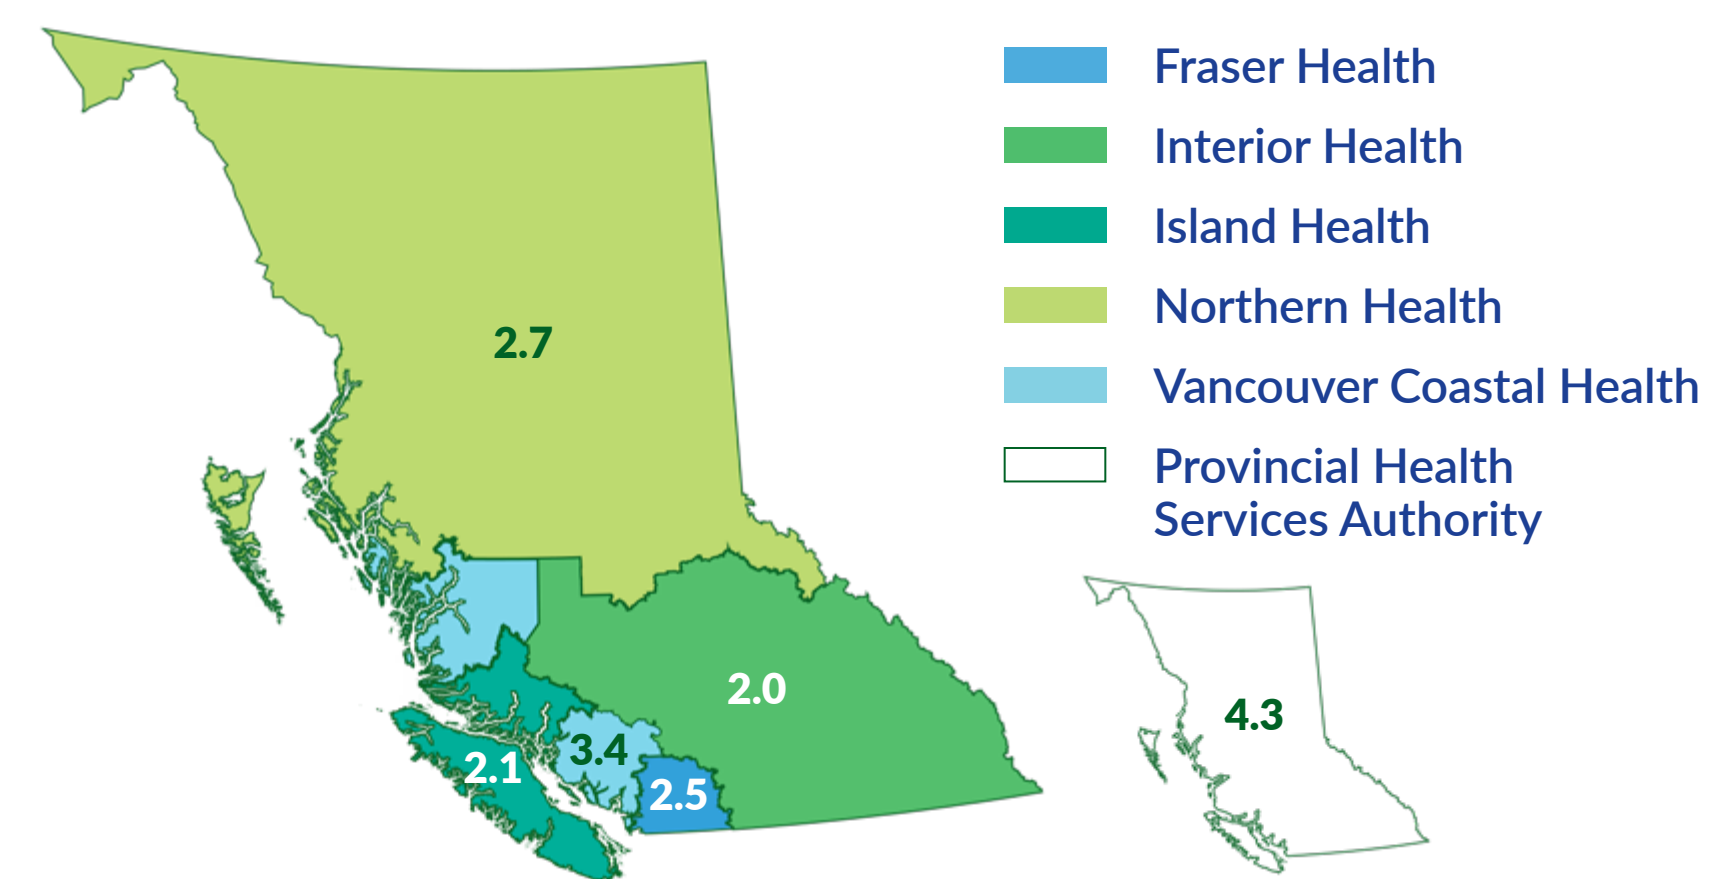 Fraser Health
Interior Health
Island Health
Northern Health
Vancouver Coastal Health
Provincial Health
Services Authority
2.7
2.0
3.4
2.1
2.5
4.3